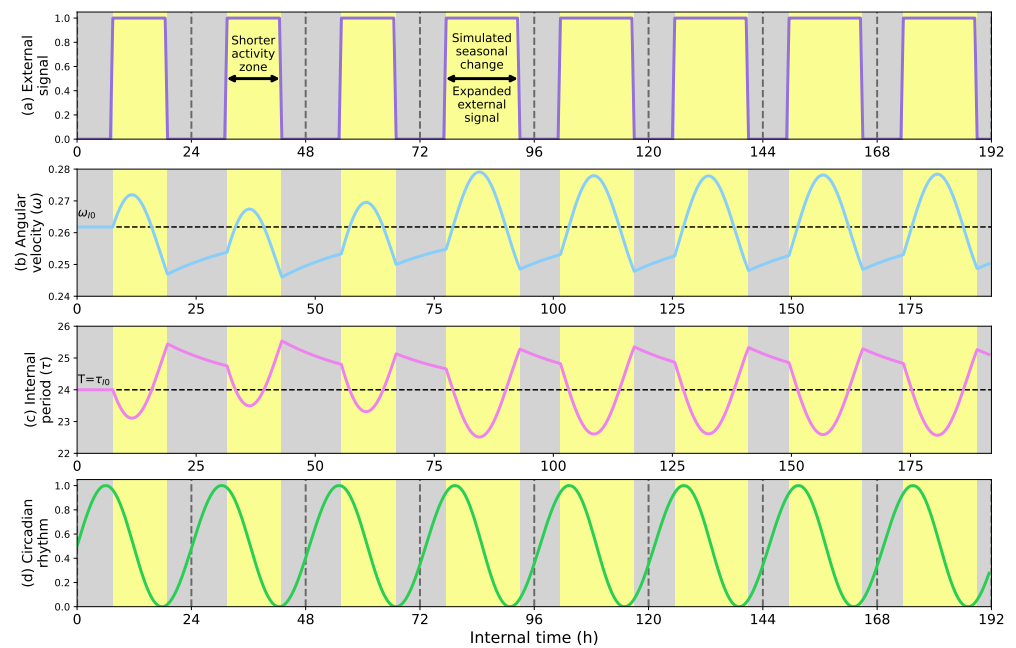 (a) External
signal
1.0
0.8
0.6
0.4
0.2
0.0
Shorter
activity
zone
Simulated
seasonal
change
Expanded
external
signal
0 24 48 72 96 120 144 168 192
(b) Angular
velocity (ω)
0.28
0.27
0.26
0.25
0.24
ω_{I0}
0 25 50 75 100 125 150 175
(c) Internal
period (τ)
26
25
24
23
22
T=τ_{I0}
0 25 50 75 100 125 150 175
(d) Circadian
rhythm
1.0
0.8
0.6
0.4
0.2
0.0
0 24 48 72 96 120 144 168 192
Internal time (h)